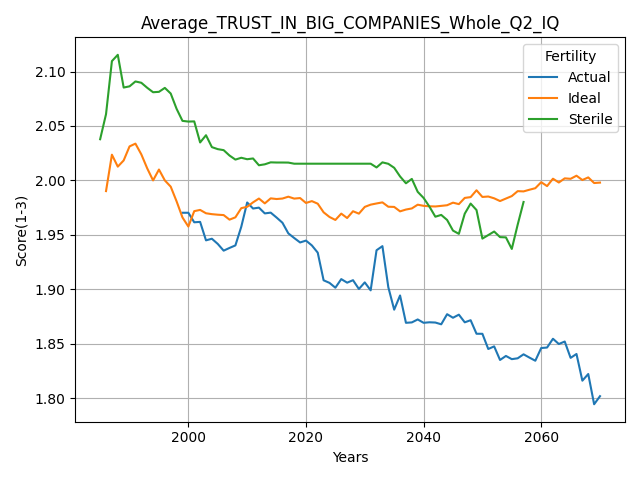 Average_TRUST_IN_BIG_COMPANIES_Whole_Q2_IQ
Fertility
Actual
Ideal
Sterile
Score(1-3)
2.10
2.05
2.00
1.95
1.90
1.85
1.80
2000 2020 2040 2060
Years